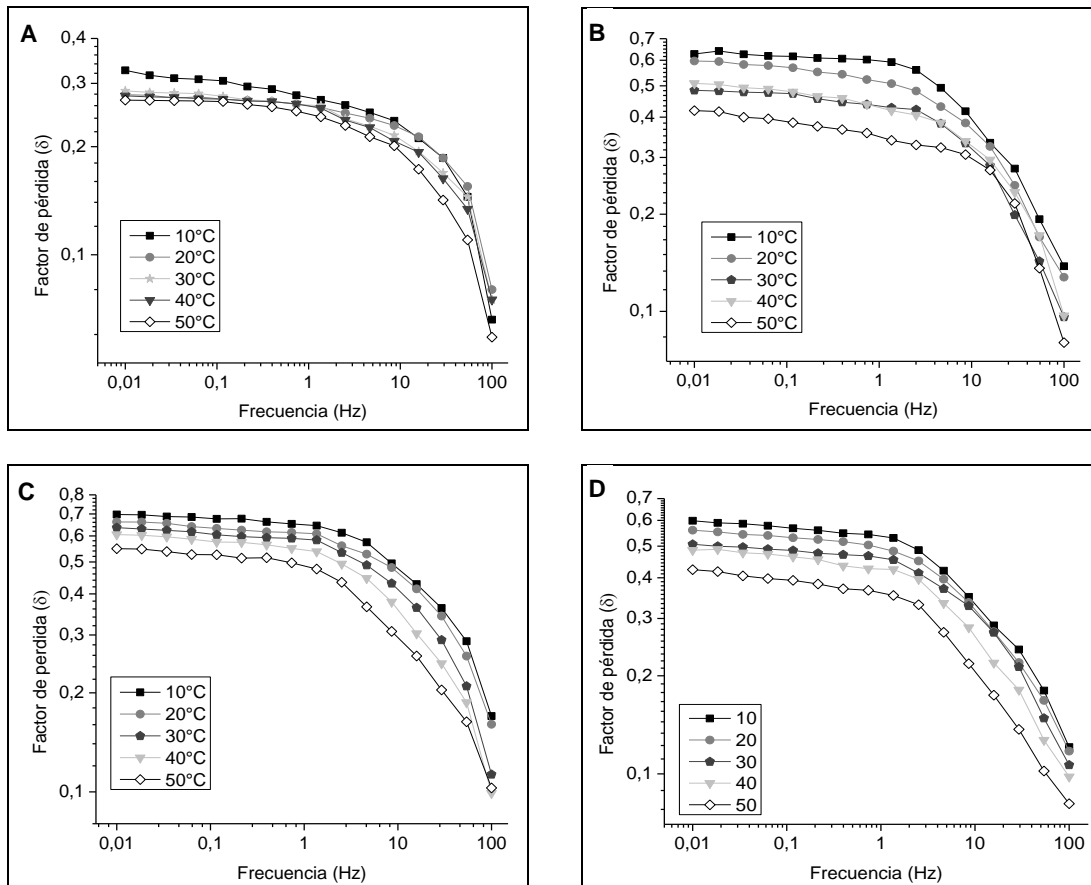 A
0,4
0,3
0,2
0,1
Factor de pérdida (δ)
10°C
20°C
30°C
40°C
50°C
0,01
0,1
1
10
100
Frecuencia (Hz)
B
0,7
0,6
0,5
0,4
0,3
0,2
0,1
Factor de pérdida (δ)
10°C
20°C
30°C
40°C
50°C
0,01
0,1
1
10
100
Frecuencia (Hz)
C
0,8
0,7
0,6
0,5
0,4
0,3
0,2
0,1
Factor de perdida (δ)
10°C
20°C
30°C
40°C
50°C
0,01
0,1
1
10
100
Frecuencia (Hz)
D
0,7
0,6
0,5
0,4
0,3
0,2
0,1
Factor de pérdida (δ)
10
20
30
40
50
0,01
0,1
1
10
100
Frecuencia (Hz)